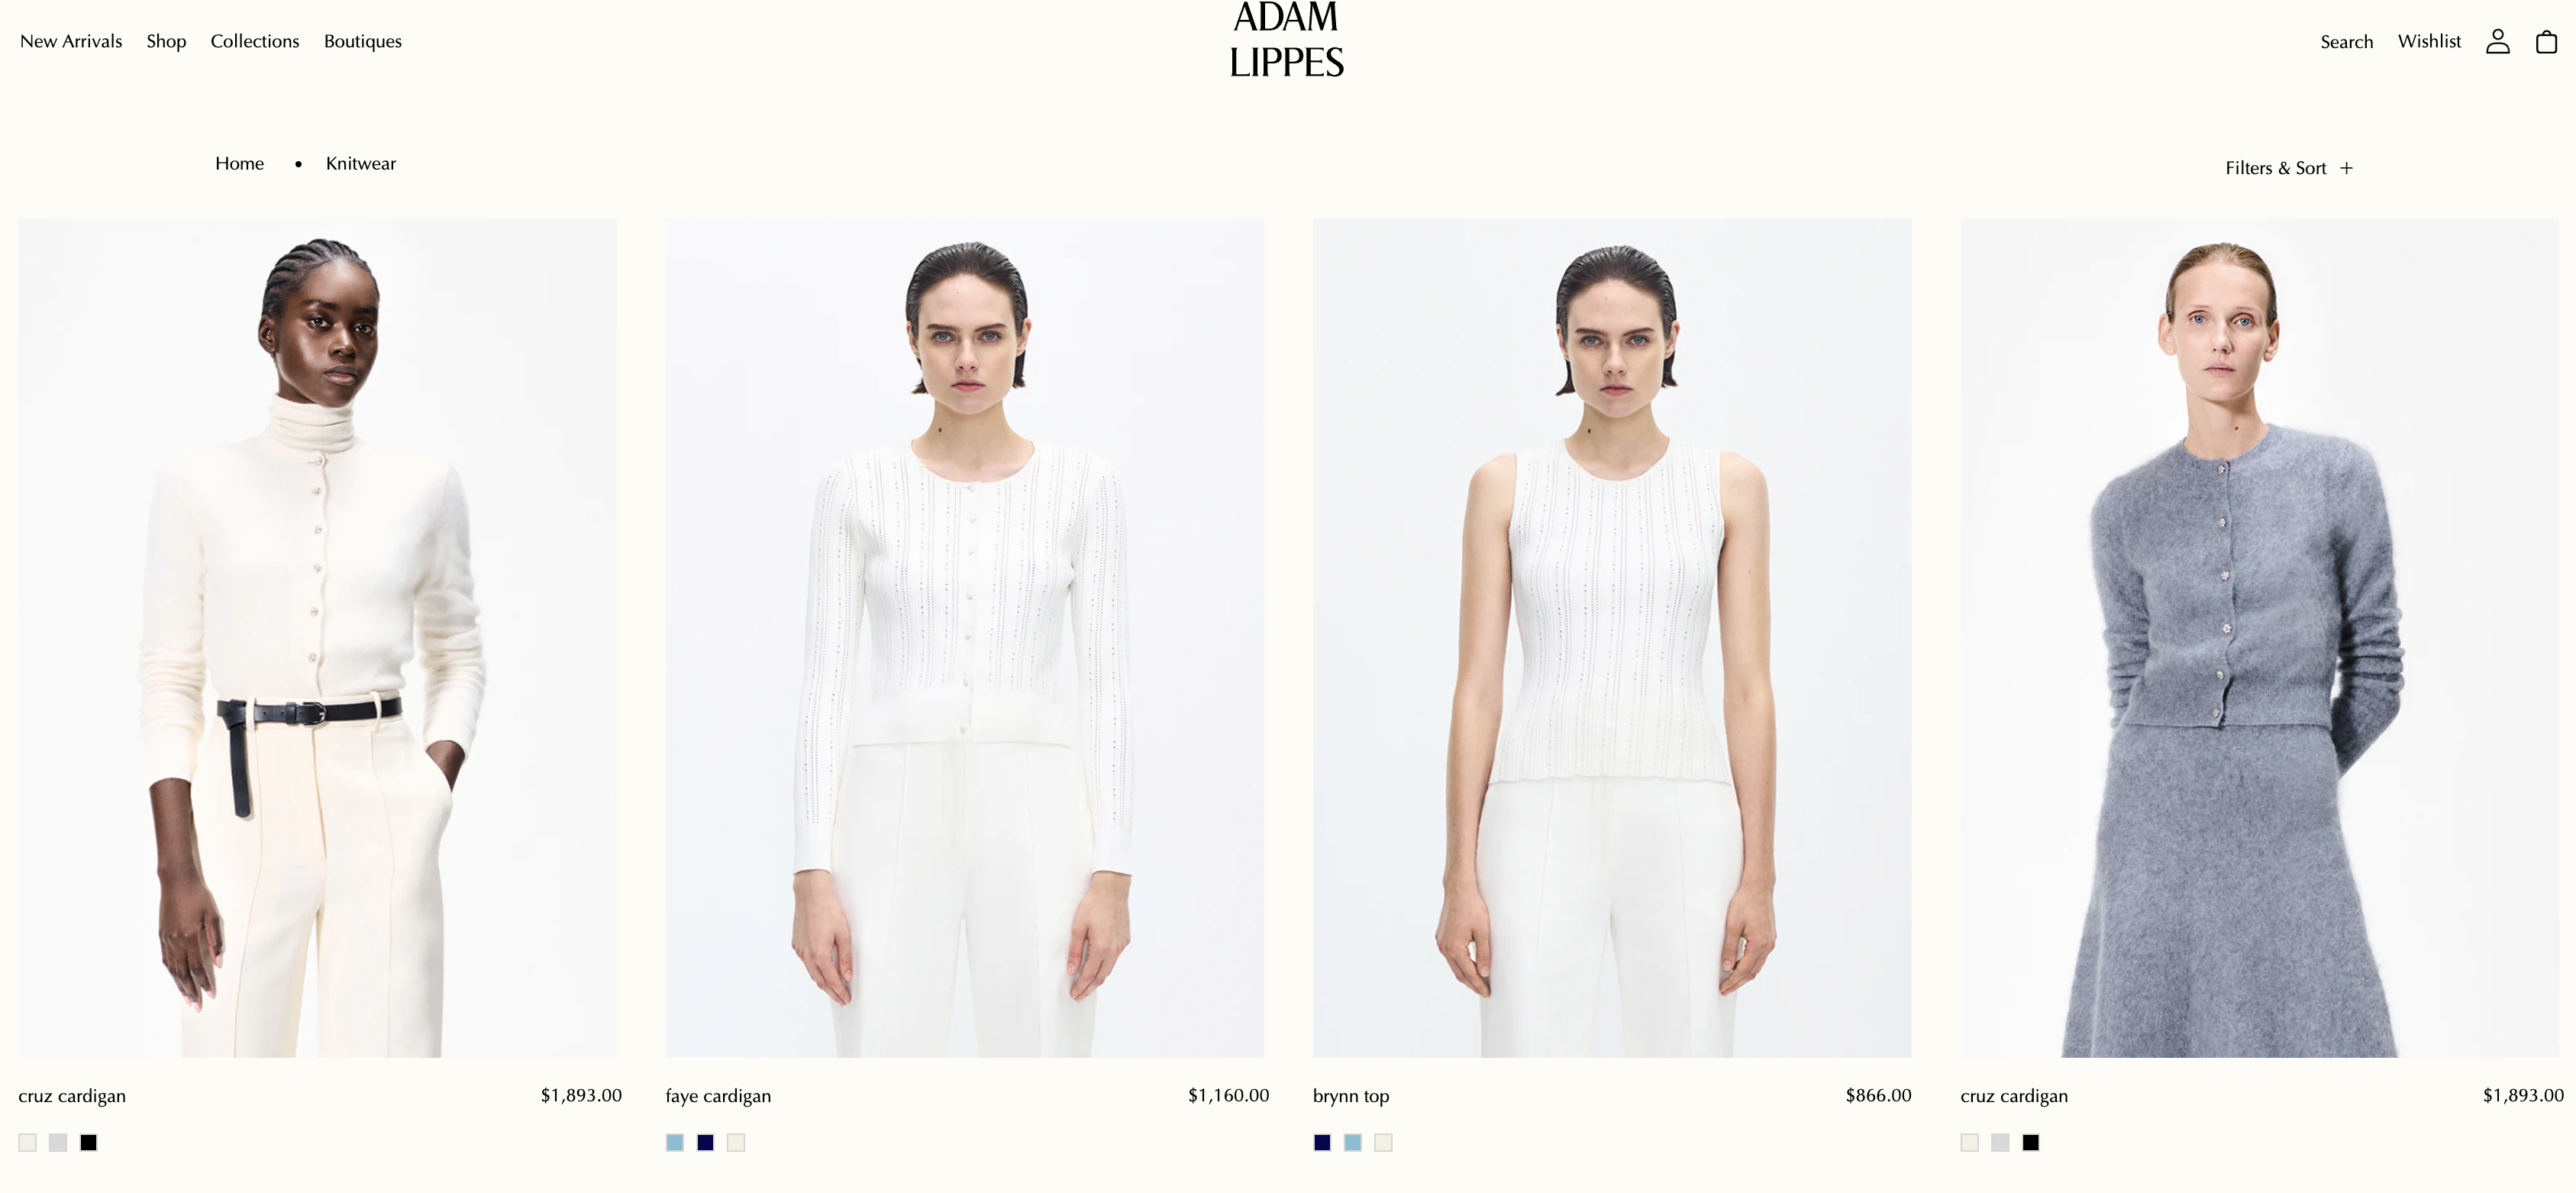 New Arrivals Shop Collections Boutiques
ADAM
LIPPES
Search Wishlist
Home • Knitwear
Filters & Sort +
cruz cardigan $1,893.00
faye cardigan $1,160.00
brynn top $866.00
cruz cardigan $1,893.00